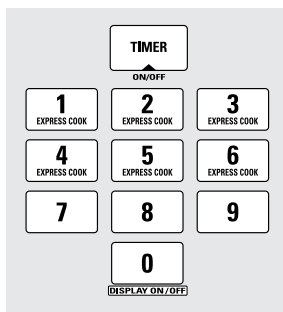 TIMER
ON/OFF
1 2 3
EXPRESS COOK EXPRESS COOK EXPRESS COOK
4 5 6
EXPRESS COOK EXPRESS COOK EXPRESS COOK
7 8 9
0
DISPLAY ON/OFF